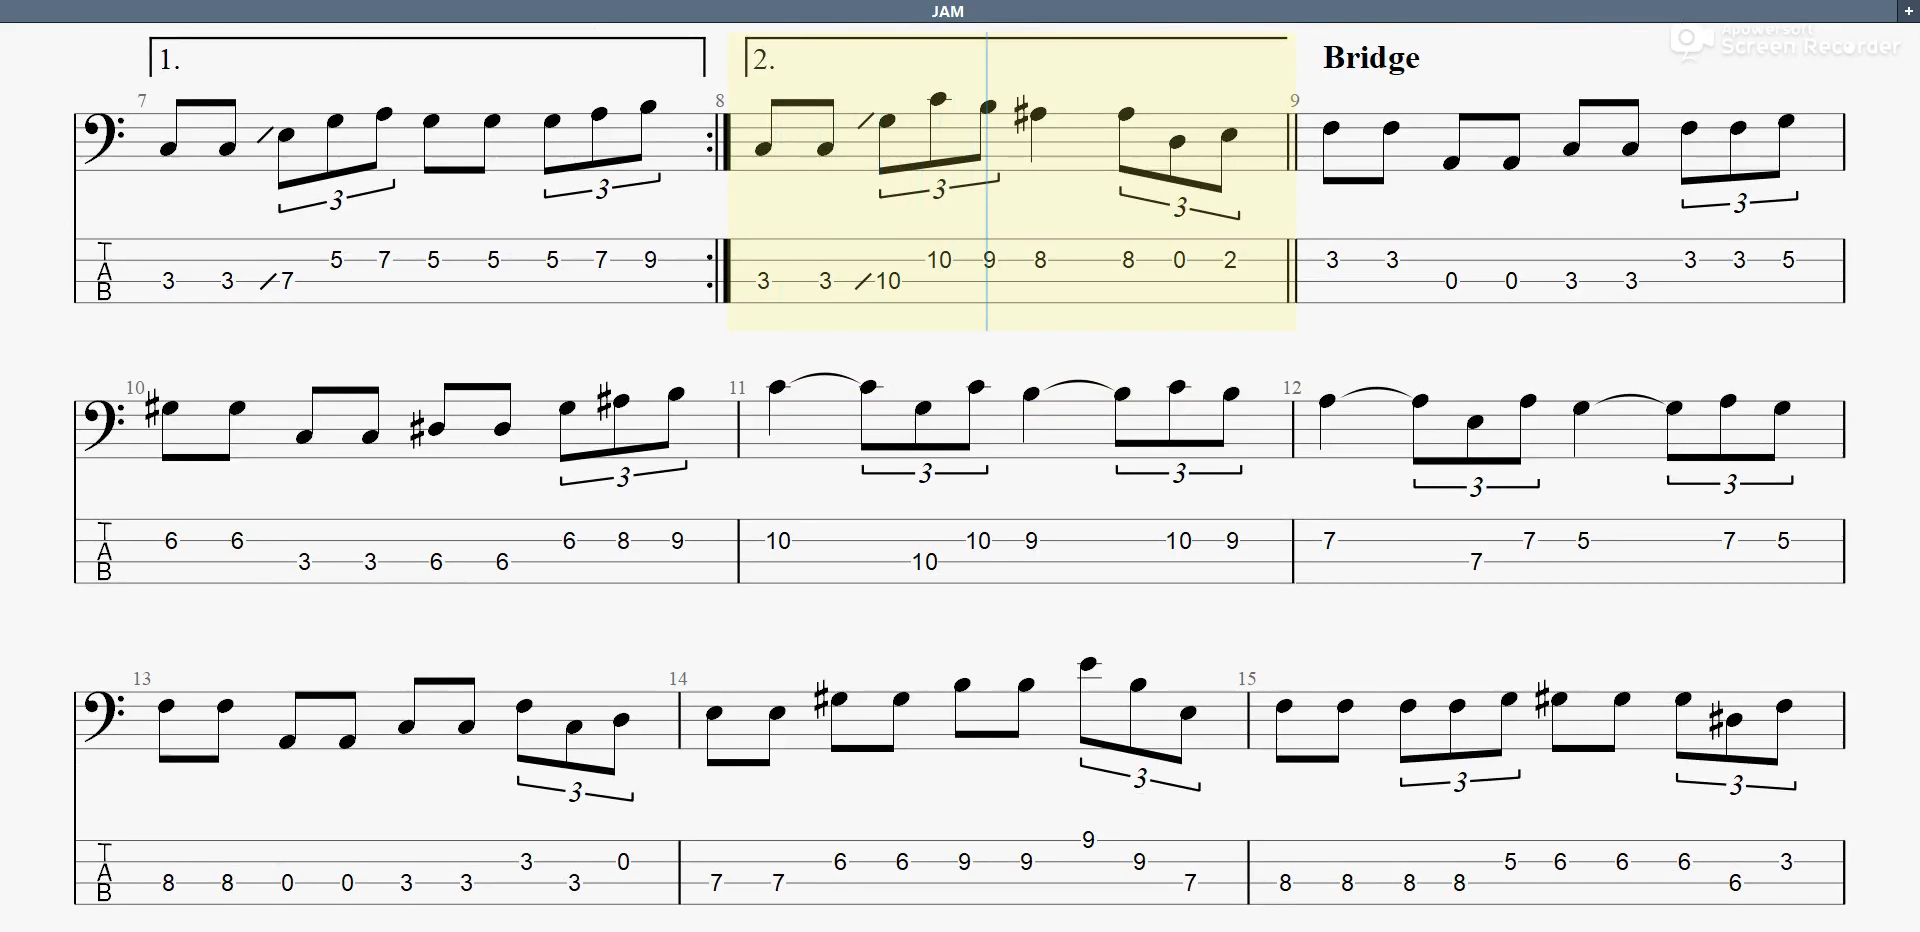 JAM +
Apowersoft
Screen Recorder
1. 2. Bridge
7 8 9
3 3 3 3 3
T A B 3 3 7 5 7 5 5 5 7 9 3 3 10 10 9 8 8 0 2 3 3 0 0 3 3 3 3 5
10 11 12
3 3 3 3 3
T A B 6 6 3 3 6 6 6 8 9 10 10 10 9 10 9 7 7 7 5 7 5
13 14 15
3 3 3 3
T A B 8 8 0 0 3 3 3 3 0 7 7 6 6 9 9 9 9 7 8 8 8 8 5 6 6 6 6 3